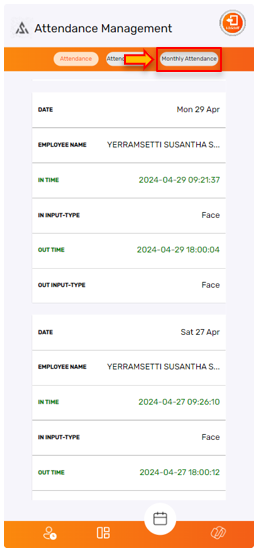 Attendance Management
Attendance
Monthly Attendance
DATE Mon 29 Apr
EMPLOYEE NAME YERRAMSETTI SUSANTHA S...
IN TIME 2024-04-29 09:21:37
IN INPUT-TYPE Face
OUT TIME 2024-04-29 18:00:04
OUT INPUT-TYPE Face
DATE Sat 27 Apr
EMPLOYEE NAME YERRAMSETTI SUSANTHA S...
IN TIME 2024-04-27 09:26:10
IN INPUT-TYPE Face
OUT TIME 2024-04-27 18:00:12